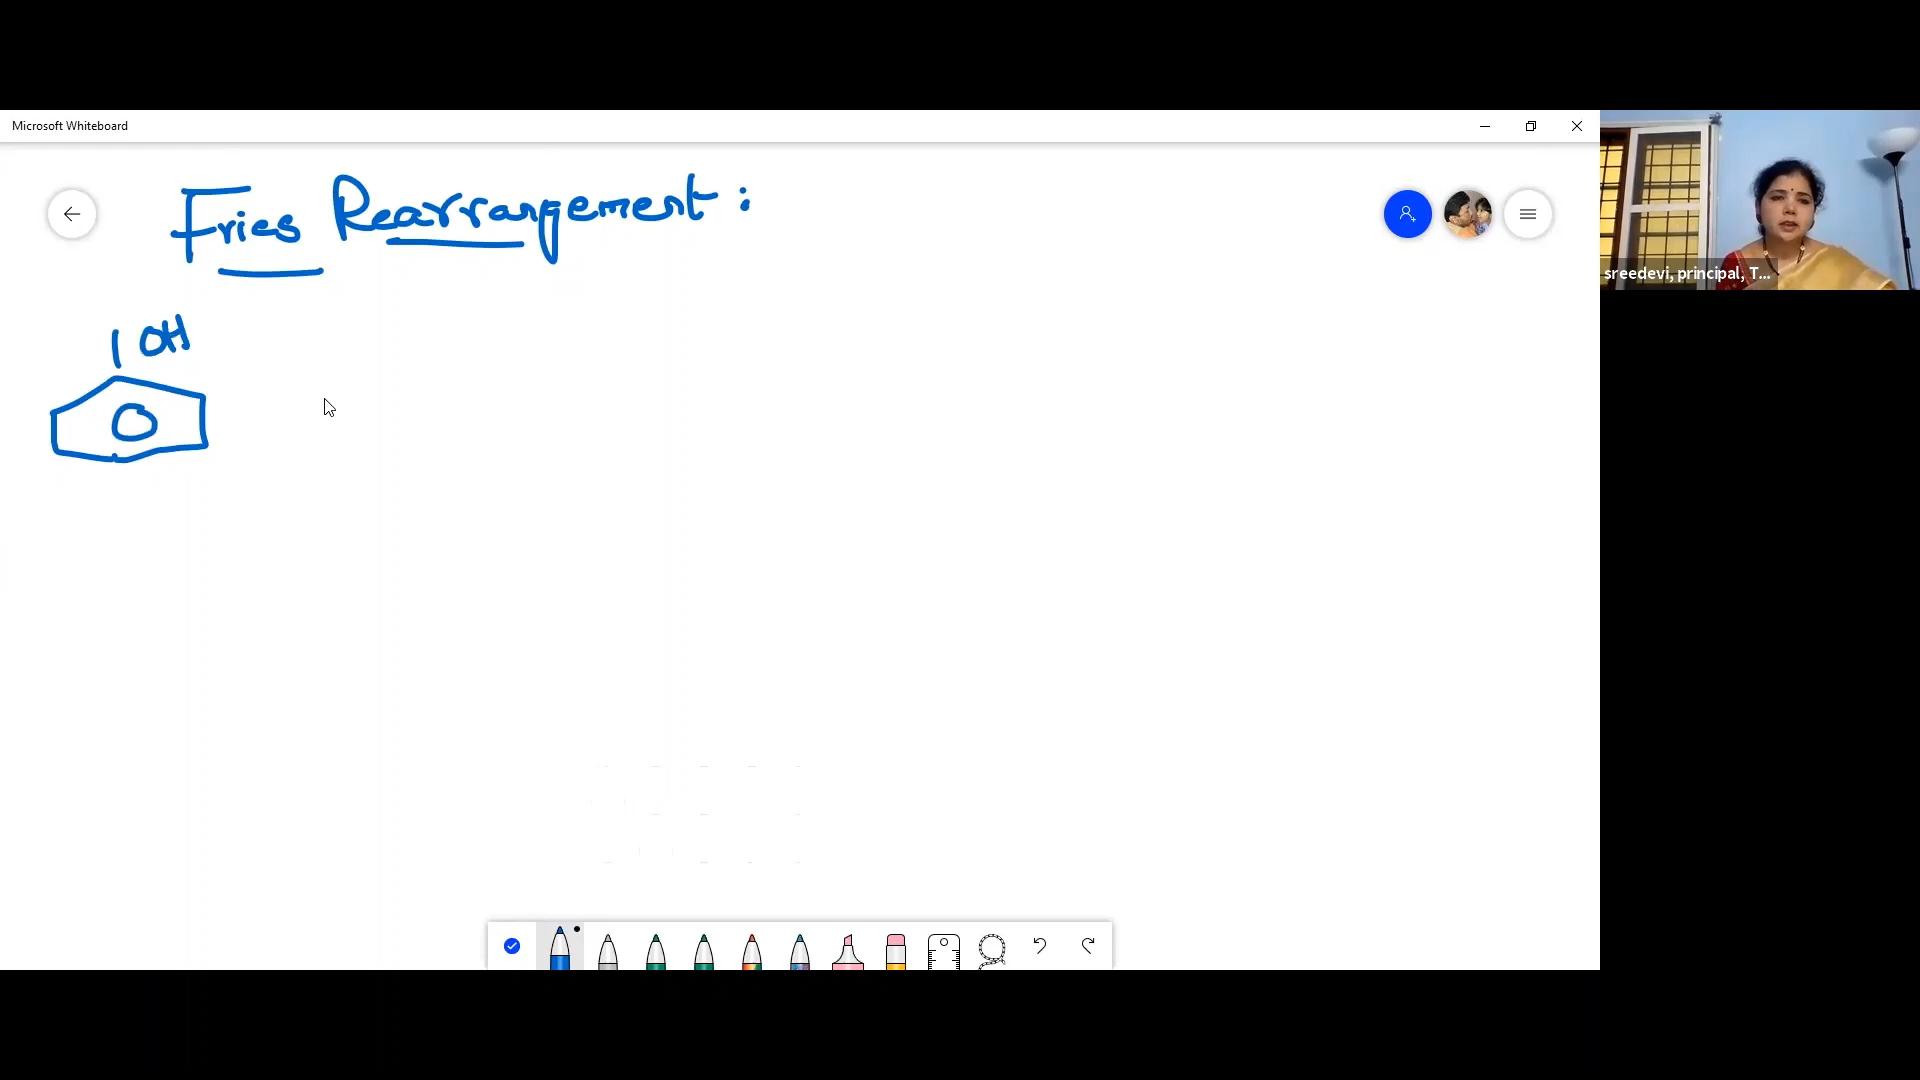 Microsoft Whiteboard
Fries Rearrangement :
OH
sreedevi, principal, T...